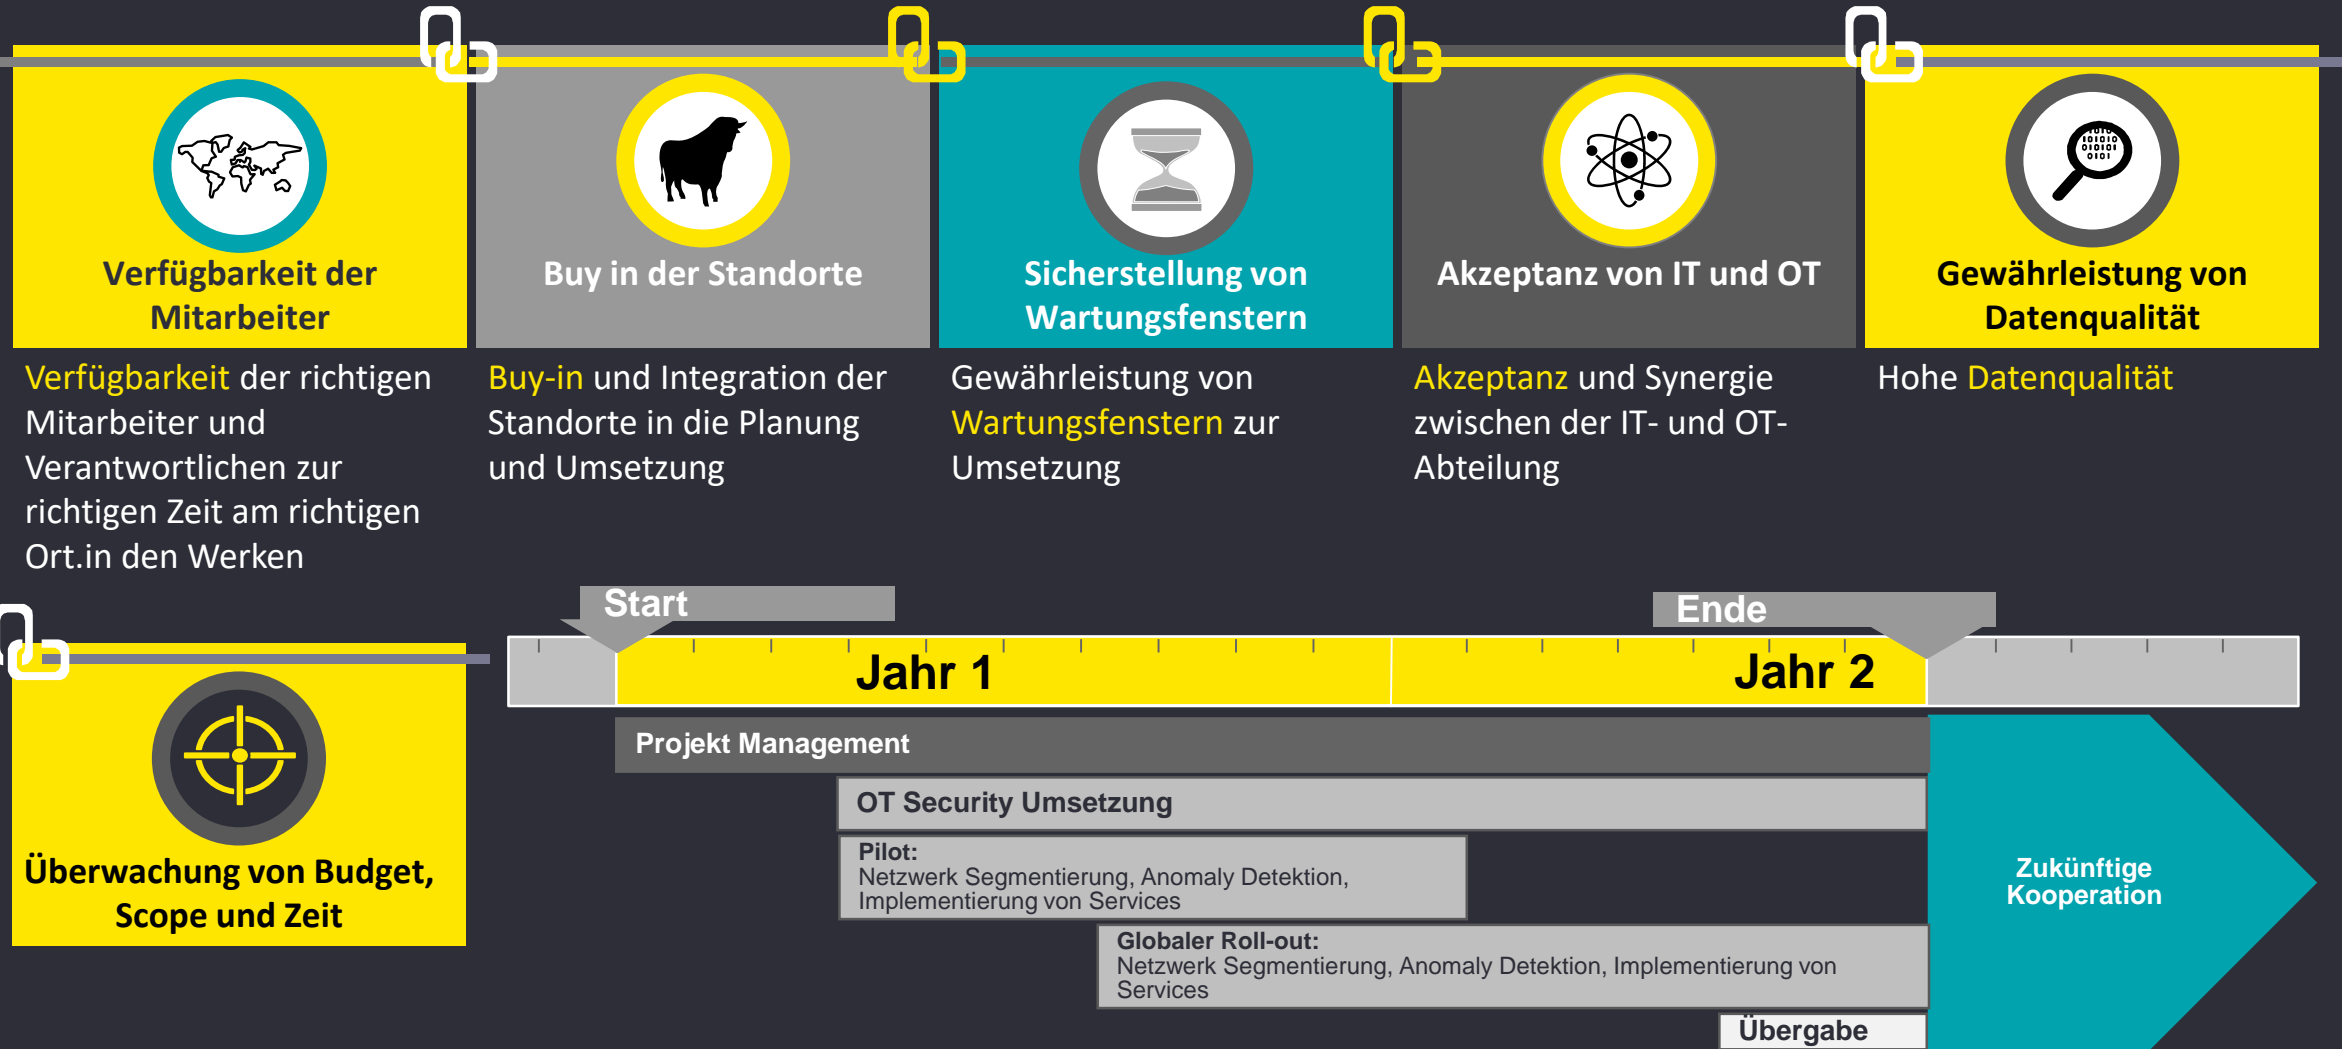 Verfügbarkeit der
Mitarbeiter
Buy in der Standorte
Sicherstellung von
Wartungsfenstern
Akzeptanz von IT und OT
Gewährleistung von
Datenqualität
Verfügbarkeit der richtigen
Mitarbeiter und
Verantwortlichen zur
richtigen Zeit am richtigen
Ort.in den Werken
Buy-in und Integration der
Standorte in die Planung
und Umsetzung
Gewährleistung von
Wartungsfenstern zur
Umsetzung
Akzeptanz und Synergie
zwischen der IT- und OT-
Abteilung
Hohe Datenqualität
Überwachung von Budget,
Scope und Zeit
Start
Ende
Jahr 1
Jahr 2
Projekt Management
OT Security Umsetzung
Pilot:
Netzwerk Segmentierung, Anomaly Detektion,
Implementierung von Services
Globaler Roll-out:
Netzwerk Segmentierung, Anomaly Detektion, Implementierung von
Services
Übergabe
Zukünftige
Kooperation